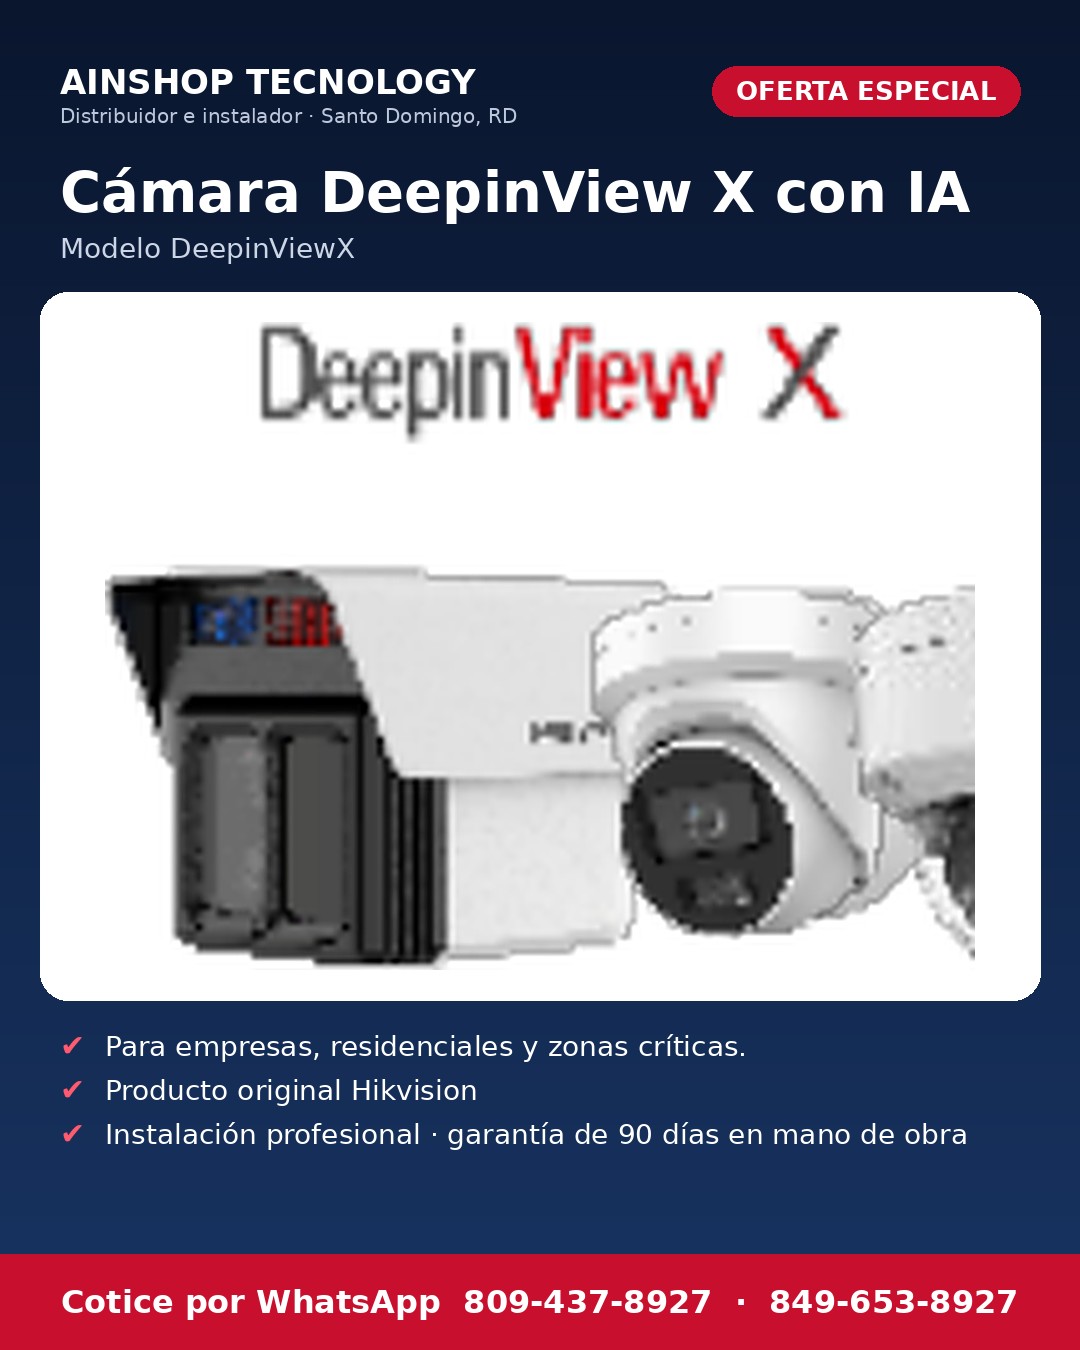 AINSHOP TECNOLOGY
OFERTA ESPECIAL
Distribuidor e instalador · Santo Domingo, RD
Cámara DeepinView X con IA
Modelo DeepinViewX
DeepinView X
✔ Para empresas, residenciales y zonas críticas.
✔ Producto original Hikvision
✔ Instalación profesional · garantía de 90 días en mano de obra
Cotice por WhatsApp 809-437-8927 · 849-653-8927